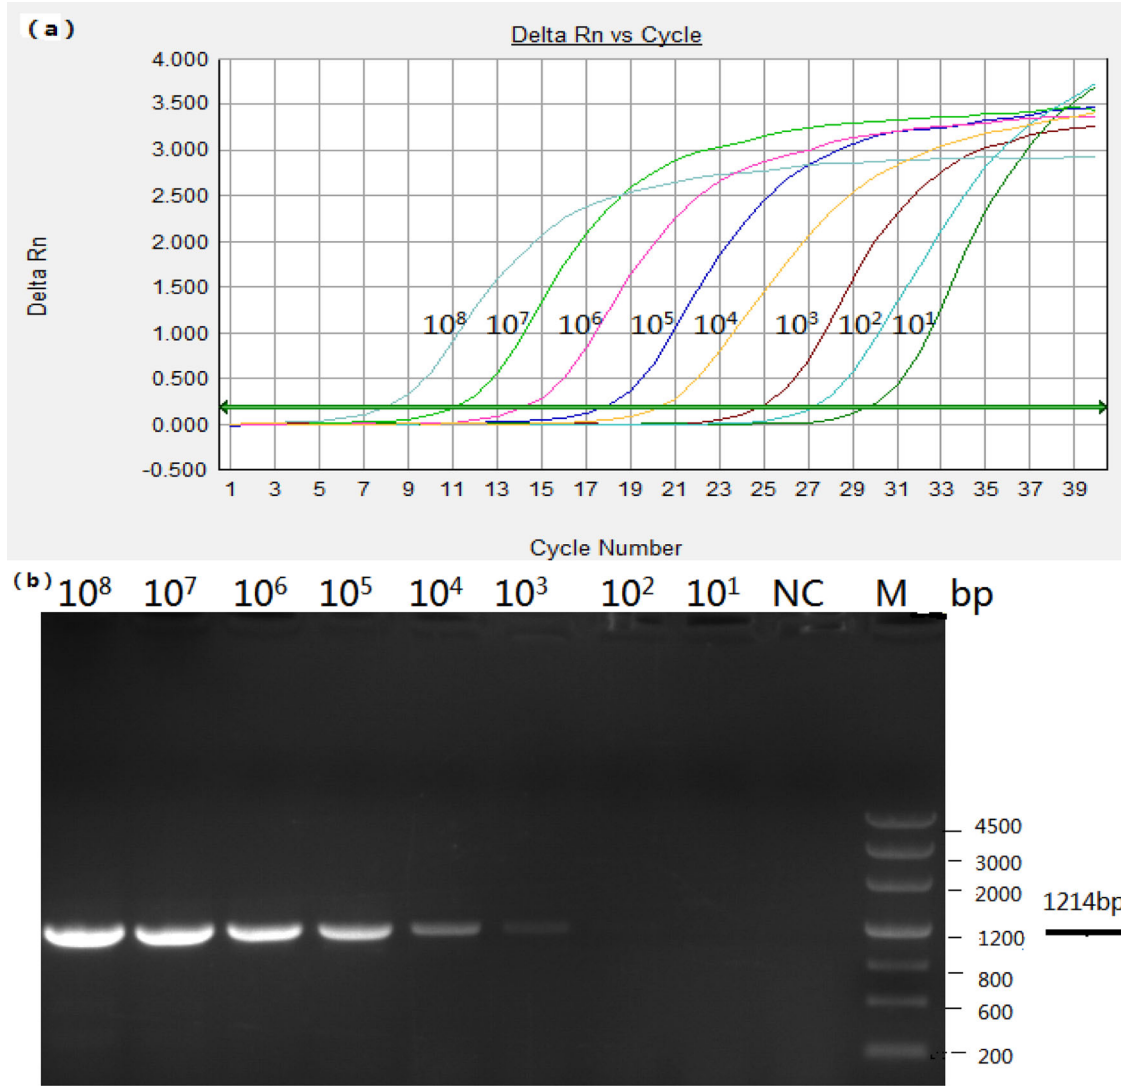 (a)
Delta Rn vs Cycle
4.000
3.500
3.000
2.500
2.000
1.500
1.000
0.500
0.000
-0.500
Delta Rn
10⁸ 10⁷ 10⁶ 10⁵ 10⁴ 10³ 10² 10¹
1 3 5 7 9 11 13 15 17 19 21 23 25 27 29 31 33 35 37 39
Cycle Number
(b) 10⁸ 10⁷ 10⁶ 10⁵ 10⁴ 10³ 10² 10¹ NC M bp
4500
3000
2000
1214bp
1200
800
600
200